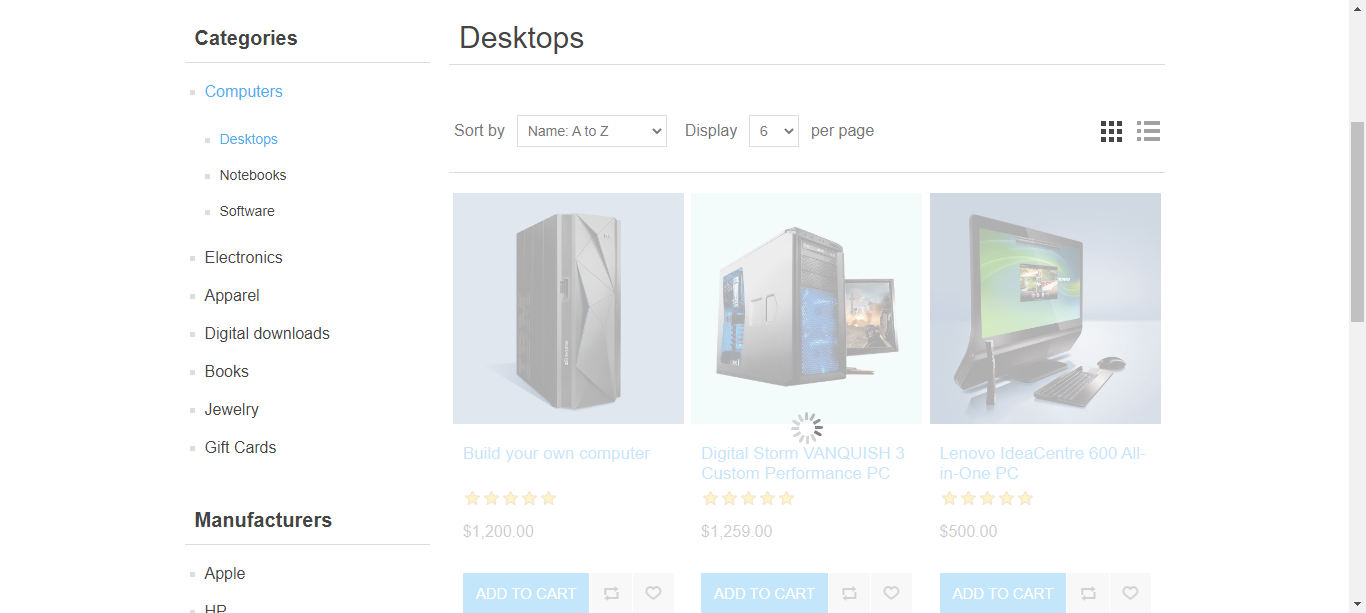 Categories
Computers
Desktops
Notebooks
Software
Electronics
Apparel
Digital downloads
Books
Jewelry
Gift Cards
Manufacturers
Apple
HP
Desktops
Sort by Name: A to Z Display 6 per page
Build your own computer
$1,200.00
ADD TO CART
Digital Storm VANQUISH 3
Custom Performance PC
$1,259.00
ADD TO CART
Lenovo IdeaCentre 600 All-
in-One PC
$500.00
ADD TO CART